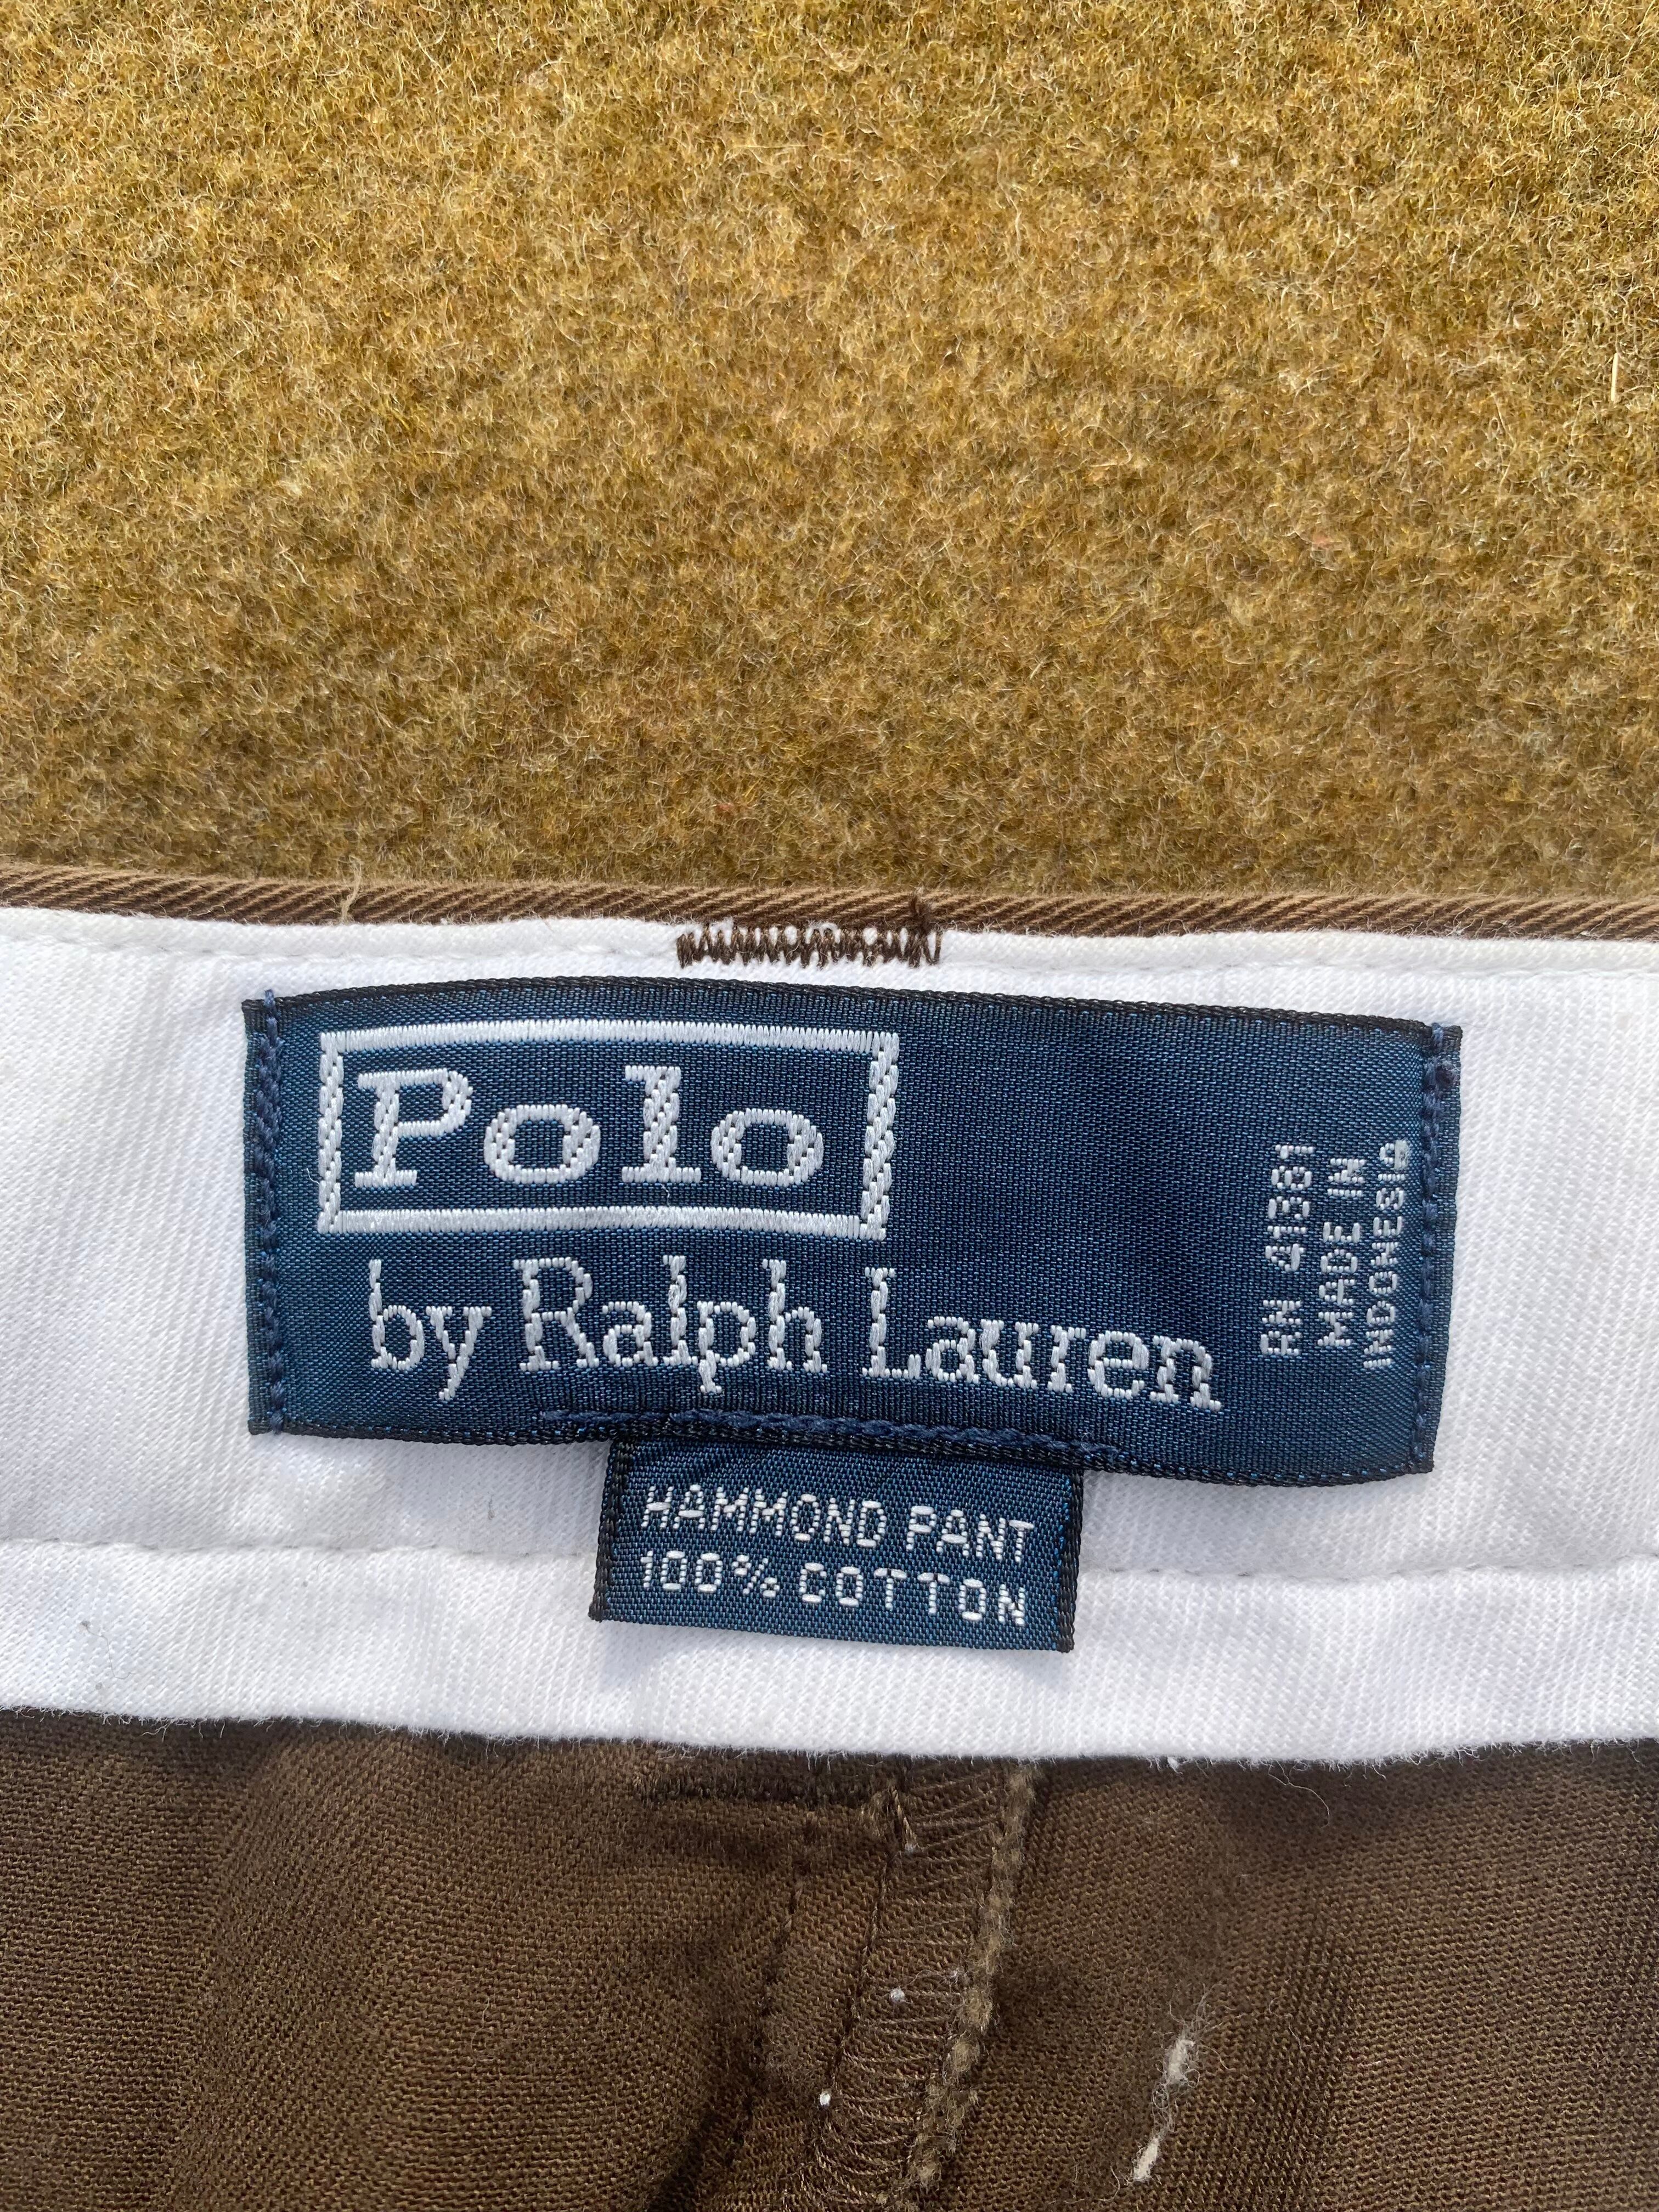 Polo
by Ralph Lauren
RN 41381
MADE IN
INDONESIA
HAMMOND PANT
100% COTTON